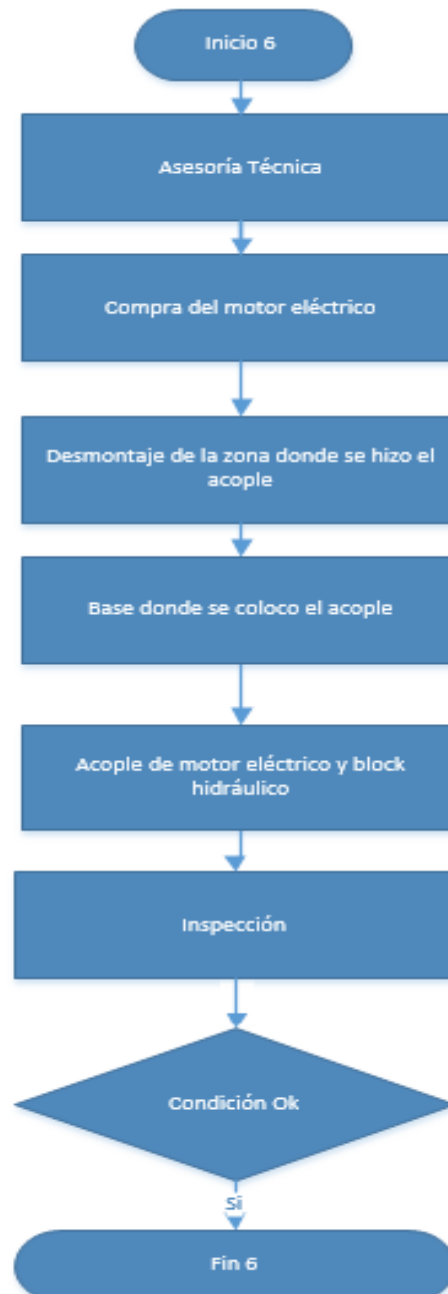 Inicio 6
Asesoría Técnica
Compra del motor eléctrico
Desmontaje de la zona donde se hizo el
acople
Base donde se coloco el acople
Acople de motor eléctrico y block
hidráulico
Inspección
Condición Ok
Si
Fin 6